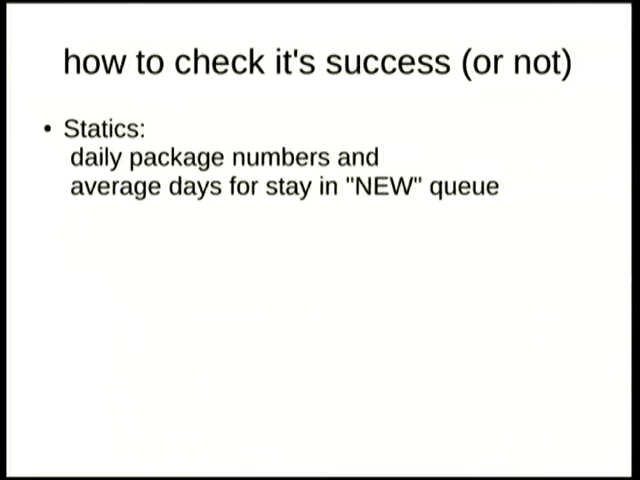 how to check it's success (or not)
• Statics:
daily package numbers and
average days for stay in "NEW" queue